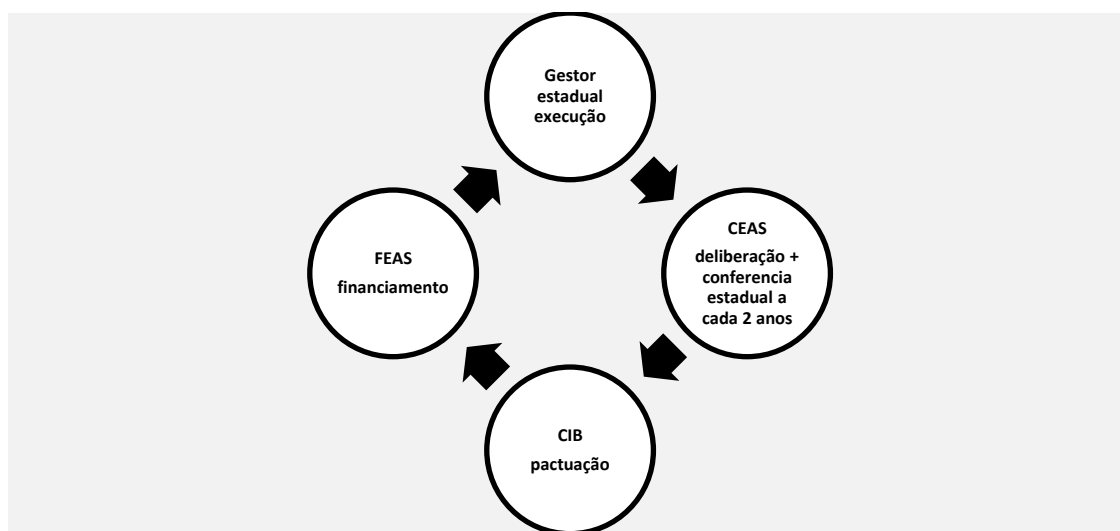 Gestor
estadual
execução
CEAS
deliberação +
conferencia
estadual a
cada 2 anos
FEAS
financiamento
CIB
pactuação